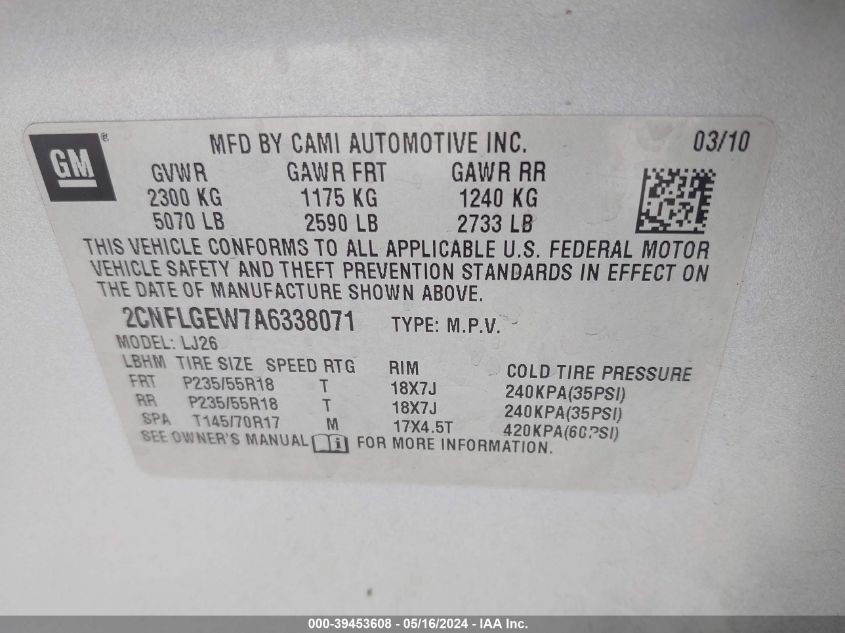 GM ®
MFD BY CAMI AUTOMOTIVE INC. 03/10
GVWR GAWR FRT GAWR RR
2300 KG 1175 KG 1240 KG
5070 LB 2590 LB 2733 LB
THIS VEHICLE CONFORMS TO ALL APPLICABLE U.S. FEDERAL MOTOR
VEHICLE SAFETY AND THEFT PREVENTION STANDARDS IN EFFECT ON
THE DATE OF MANUFACTURE SHOWN ABOVE.
2CNFLGEW7A6338071 TYPE: M.P.V.
MODEL: LJ26
LBHM TIRE SIZE SPEED RTG RIM COLD TIRE PRESSURE
FRT P235/55R18 T 18X7J 240KPA(35PSI)
RR P235/55R18 T 18X7J 240KPA(35PSI)
SPA T145/70R17 M 17X4.5T 420KPA(60PSI)
SEE OWNER'S MANUAL FOR MORE INFORMATION.
000-39453608 - 05/16/2024 - IAA Inc.